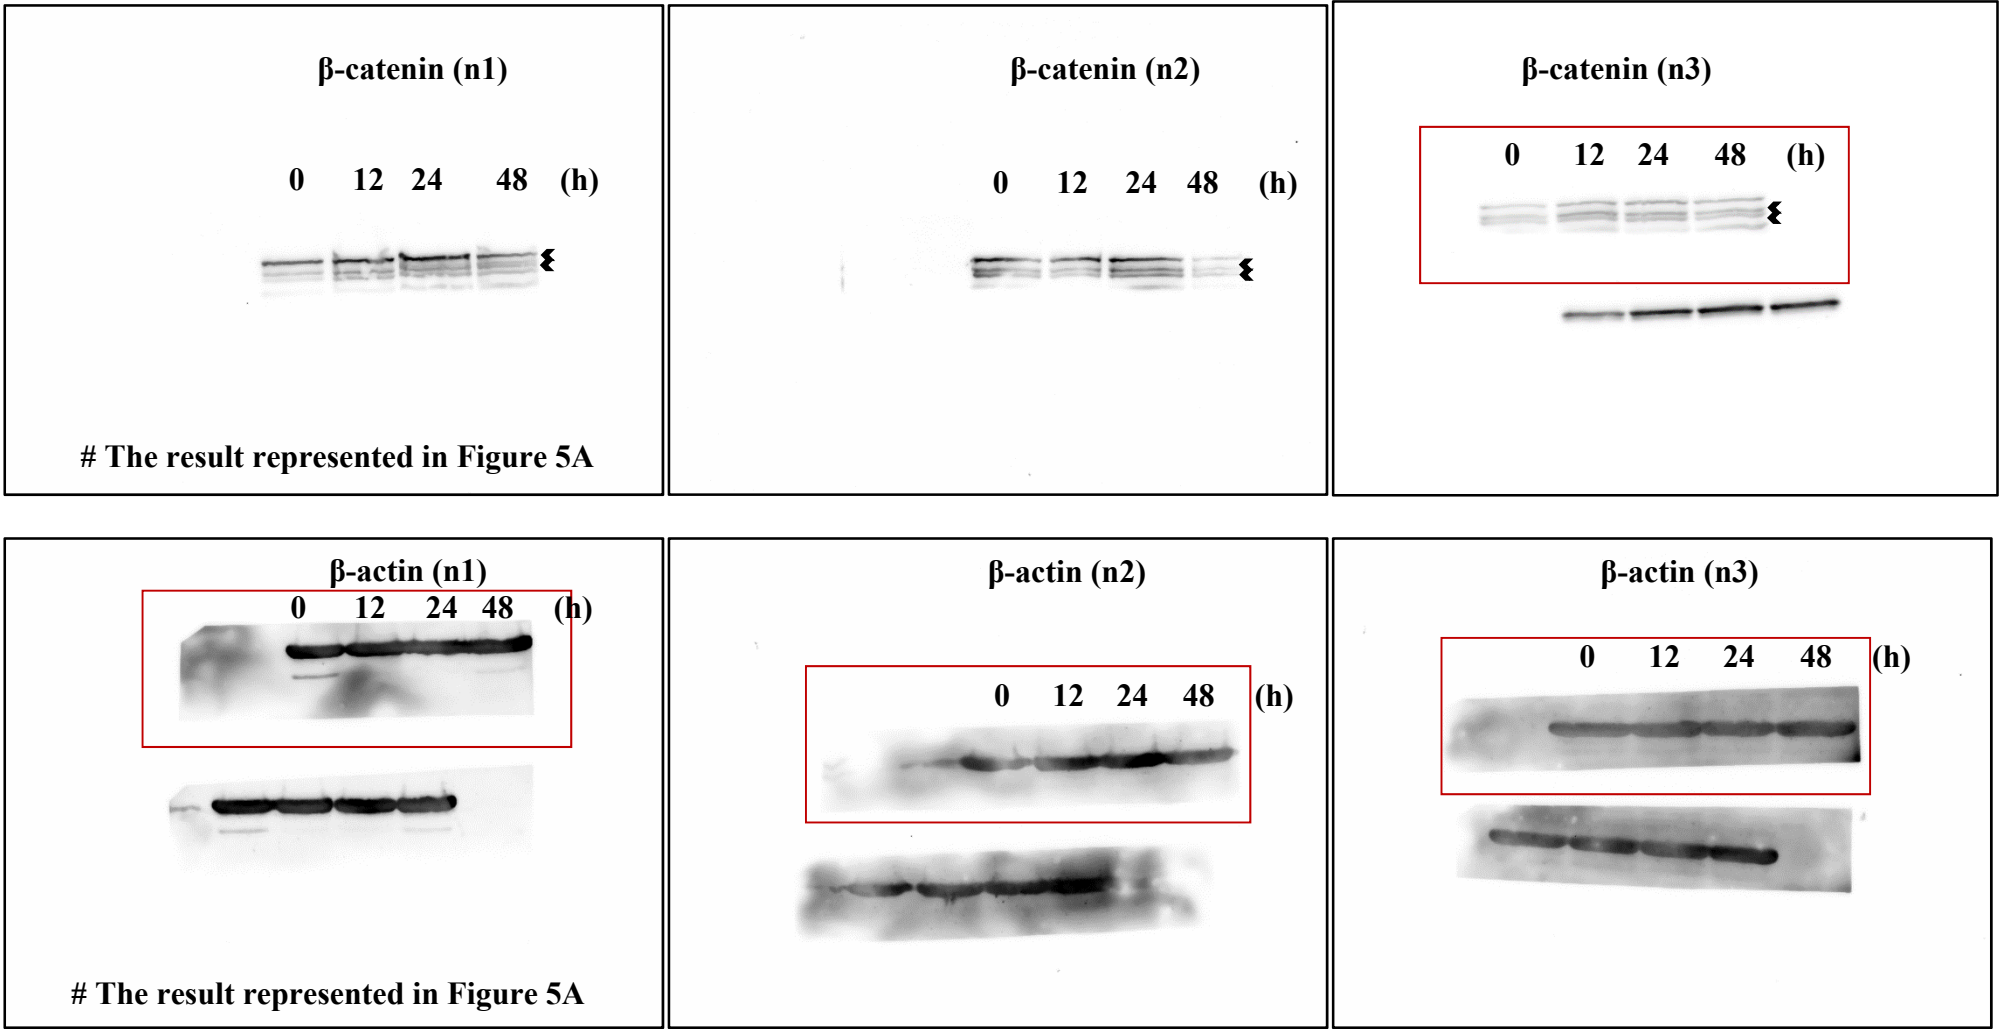 β-catenin (n1)
0 12 24 48 (h)
# The result represented in Figure 5A
β-catenin (n2)
0 12 24 48 (h)
β-catenin (n3)
0 12 24 48 (h)
β-actin (n1)
0 12 24 48 (h)
# The result represented in Figure 5A
β-actin (n2)
0 12 24 48 (h)
β-actin (n3)
0 12 24 48 (h)